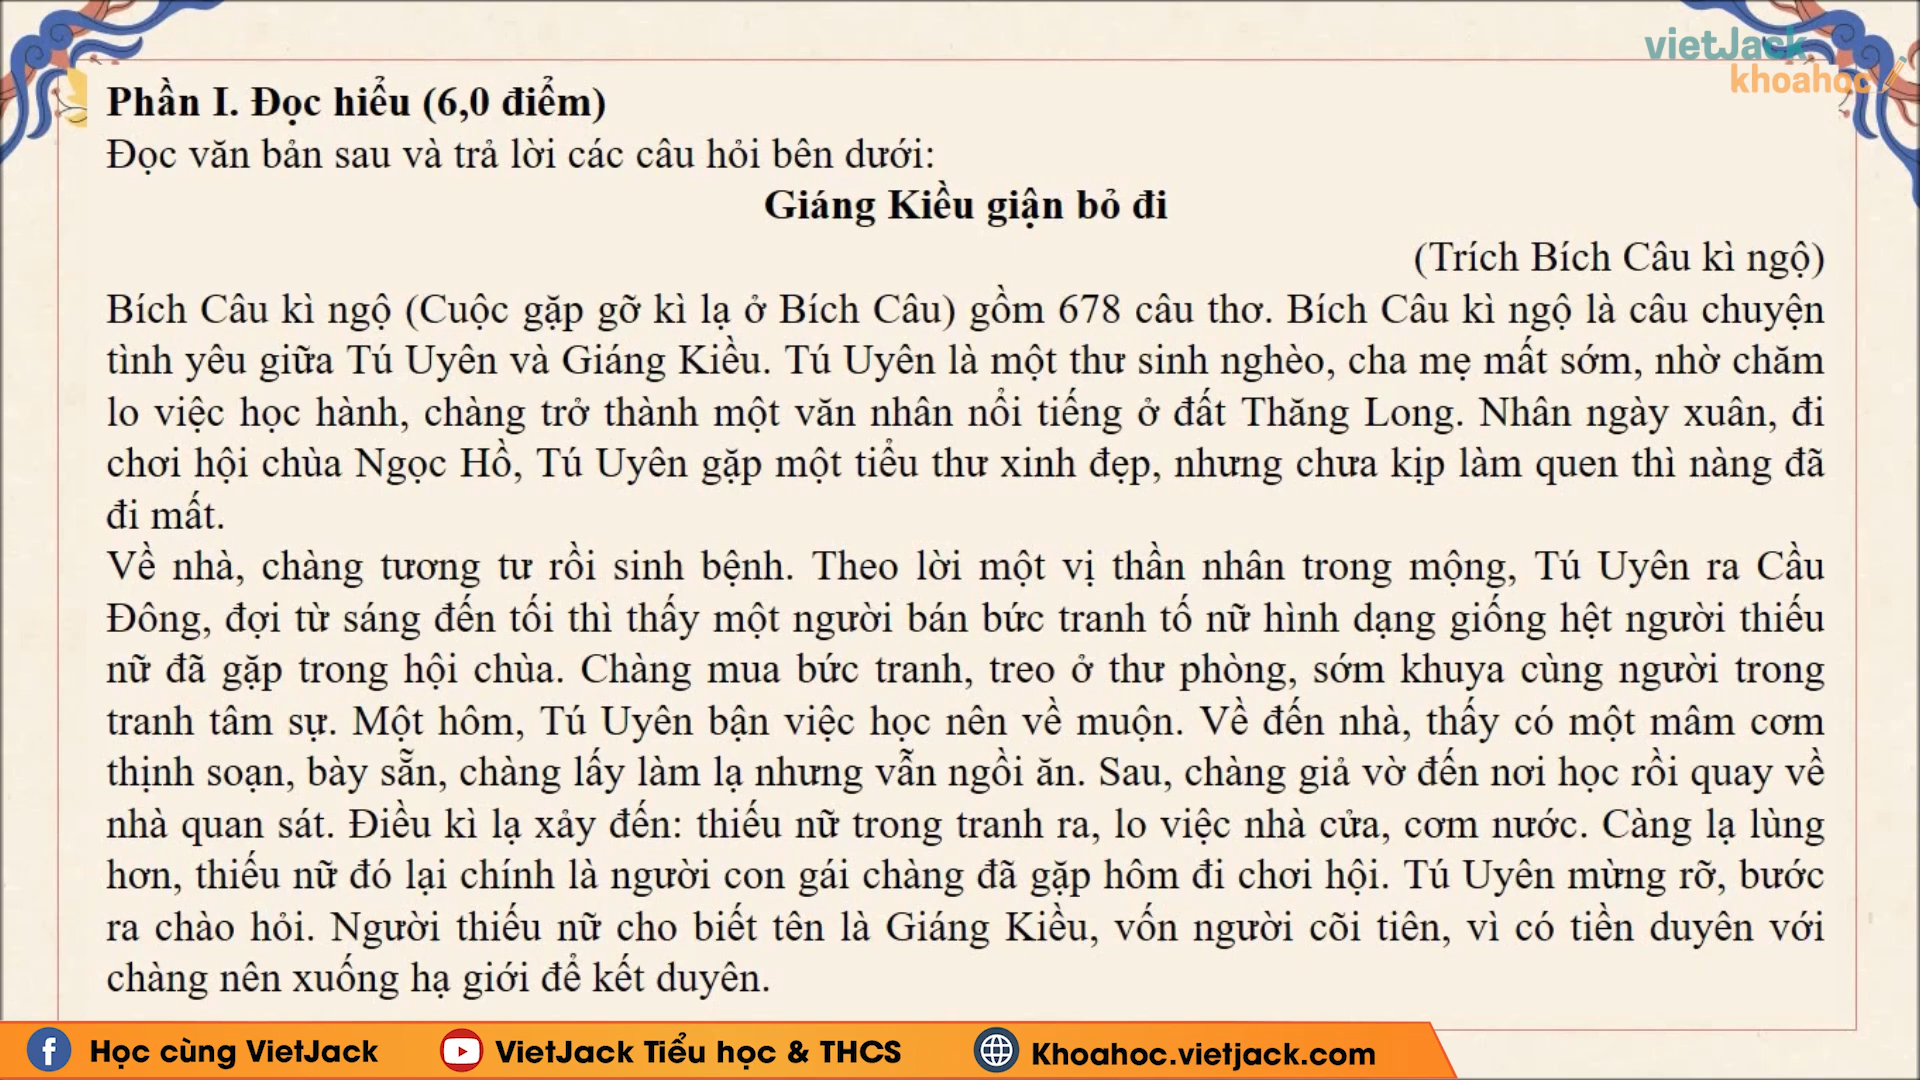 vietJack
khoahoc
Phần I. Đọc hiểu (6,0 điểm)
Đọc văn bản sau và trả lời các câu hỏi bên dưới:
Giáng Kiều giận bỏ đi
(Trích Bích Câu kì ngộ)
Bích Câu kì ngộ (Cuộc gặp gỡ kì lạ ở Bích Câu) gồm 678 câu thơ. Bích Câu kì ngộ là câu chuyện
tình yêu giữa Tú Uyên và Giáng Kiều. Tú Uyên là một thư sinh nghèo, cha mẹ mất sớm, nhờ chăm
lo việc học hành, chàng trở thành một văn nhân nổi tiếng ở đất Thăng Long. Nhân ngày xuân, đi
chơi hội chùa Ngọc Hồ, Tú Uyên gặp một tiểu thư xinh đẹp, nhưng chưa kịp làm quen thì nàng đã
đi mất.
Về nhà, chàng tương tư rồi sinh bệnh. Theo lời một vị thần nhân trong mộng, Tú Uyên ra Cầu
Đông, đợi từ sáng đến tối thì thấy một người bán bức tranh tố nữ hình dạng giống hệt người thiếu
nữ đã gặp trong hội chùa. Chàng mua bức tranh, treo ở thư phòng, sớm khuya cùng người trong
tranh tâm sự. Một hôm, Tú Uyên bận việc học nên về muộn. Về đến nhà, thấy có một mâm cơm
thịnh soạn, bày sẵn, chàng lấy làm lạ nhưng vẫn ngồi ăn. Sau, chàng giả vờ đến nơi học rồi quay về
nhà quan sát. Điều kì lạ xảy đến: thiếu nữ trong tranh ra, lo việc nhà cửa, cơm nước. Càng lạ lùng
hơn, thiếu nữ đó lại chính là người con gái chàng đã gặp hôm đi chơi hội. Tú Uyên mừng rỡ, bước
ra chào hỏi. Người thiếu nữ cho biết tên là Giáng Kiều, vốn người cõi tiên, vì có tiền duyên với
chàng nên xuống hạ giới để kết duyên.
Học cùng VietJack
VietJack Tiểu học & THCS
Khoahoc.vietjack.com